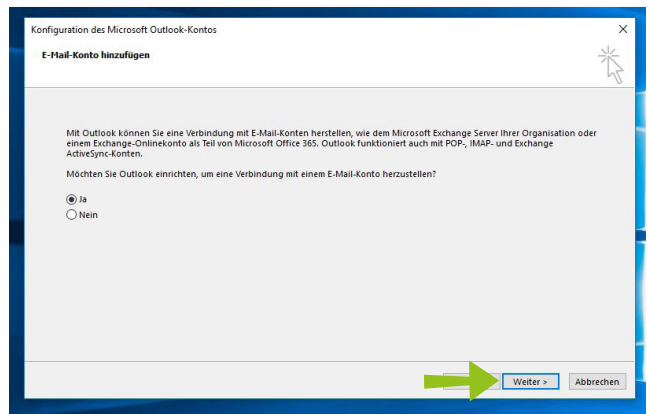 Konfiguration des Microsoft Outlook-Kontos
E-Mail-Konto hinzufügen
Mit Outlook können Sie eine Verbindung mit E-Mail-Konten herstellen, wie dem Microsoft Exchange Server Ihrer Organisation oder
einem Exchange-Onlinekonto als Teil von Microsoft Office 365. Outlook funktioniert auch mit POP-, IMAP- und Exchange
ActiveSync-Konten.
Möchten Sie Outlook einrichten, um eine Verbindung mit einem E-Mail-Konto herzustellen?
Ja
Nein
Weiter > Abbrechen